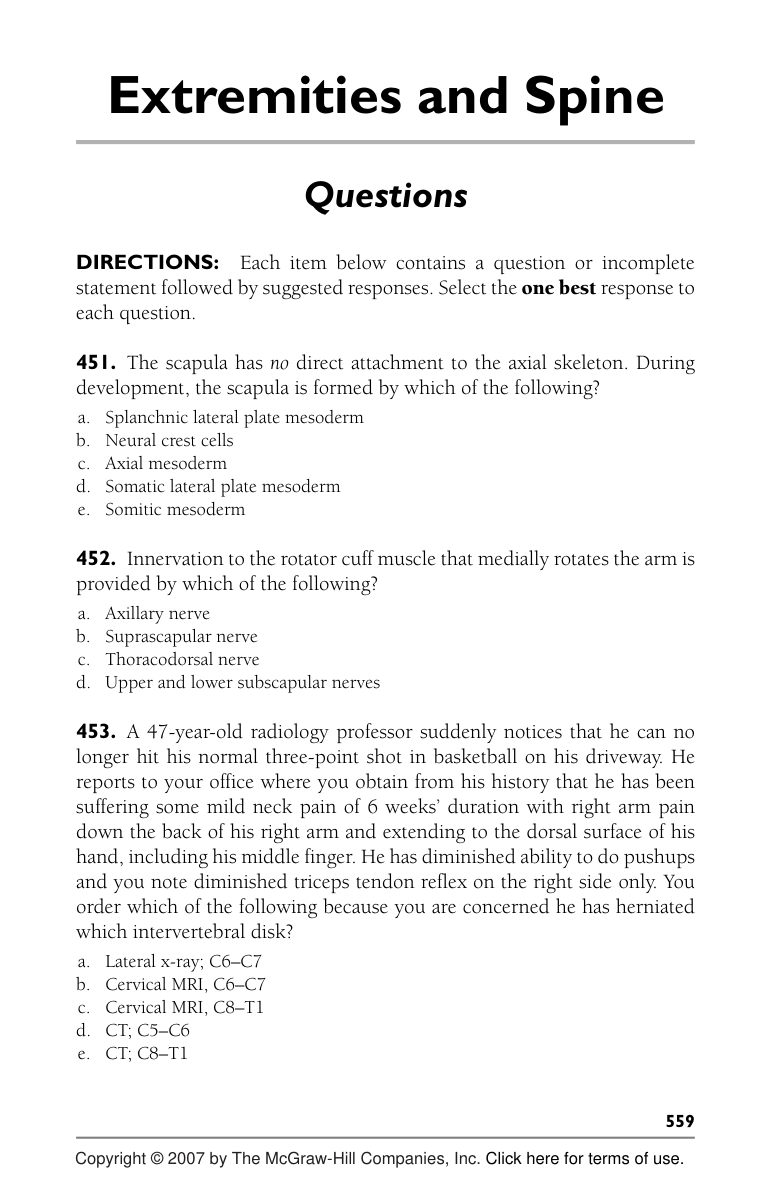 Extremities and Spine
Questions
DIRECTIONS: Each item below contains a question or incomplete
statement followed by suggested responses. Select the one best response to
each question.
451. The scapula has no direct attachment to the axial skeleton. During
development, the scapula is formed by which of the following?
a. Splanchnic lateral plate mesoderm
b. Neural crest cells
c. Axial mesoderm
d. Somatic lateral plate mesoderm
e. Somitic mesoderm
452. Innervation to the rotator cuff muscle that medially rotates the arm is
provided by which of the following?
a. Axillary nerve
b. Suprascapular nerve
c. Thoracodorsal nerve
d. Upper and lower subscapular nerves
453. A 47-year-old radiology professor suddenly notices that he can no
longer hit his normal three-point shot in basketball on his driveway. He
reports to your office where you obtain from his history that he has been
suffering some mild neck pain of 6 weeks’ duration with right arm pain
down the back of his right arm and extending to the dorsal surface of his
hand, including his middle finger. He has diminished ability to do pushups
and you note diminished triceps tendon reflex on the right side only. You
order which of the following because you are concerned he has herniated
which intervertebral disk?
a. Lateral x-ray; C6–C7
b. Cervical MRI, C6–C7
c. Cervical MRI, C8–T1
d. CT; C5–C6
e. CT; C8–T1
559
Copyright © 2007 by The McGraw-Hill Companies, Inc. Click here for terms of use.